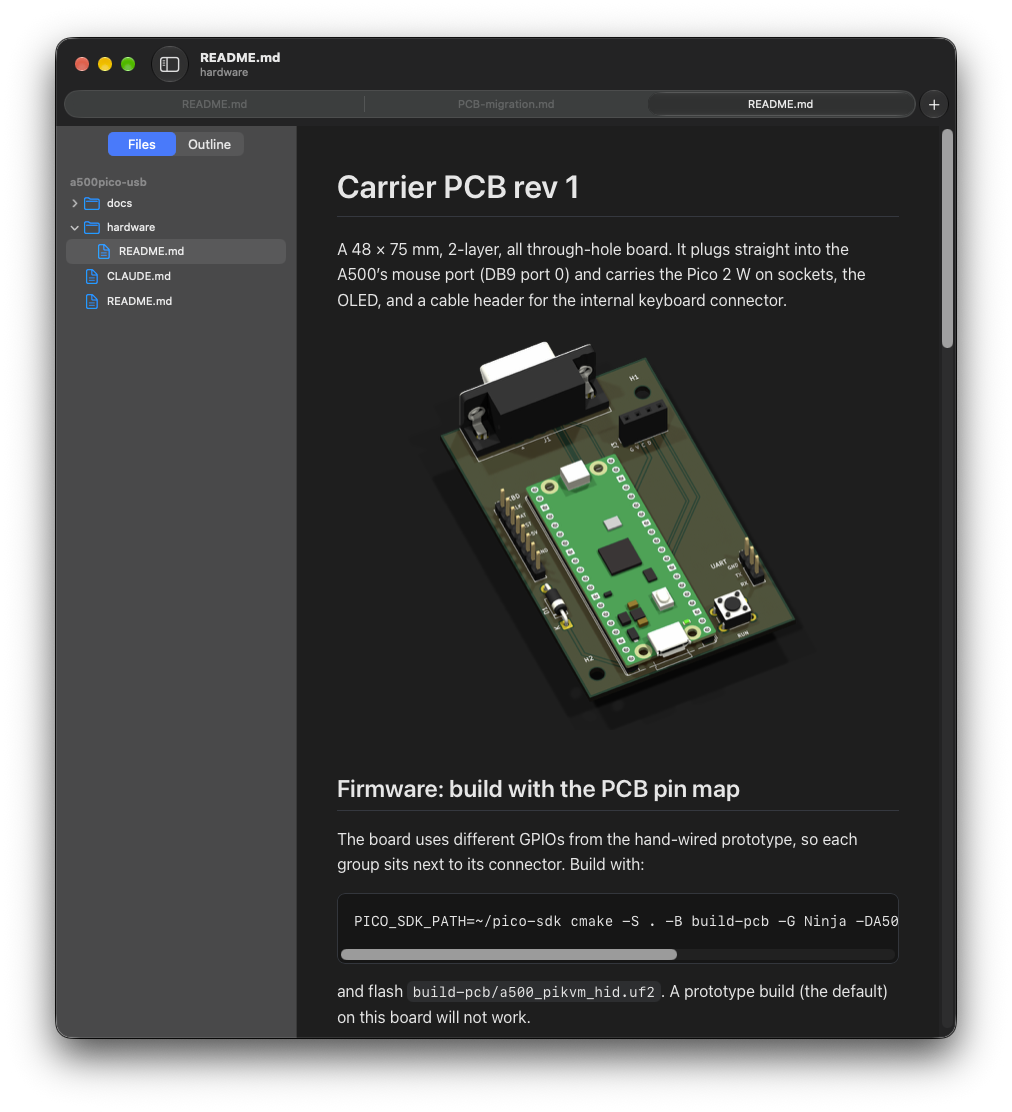 README.md
hardware
README.md
PCB-migration.md
README.md
Files
Outline
a500pico-usb
docs
hardware
README.md
CLAUDE.md
README.md
Carrier PCB rev 1
A 48 × 75 mm, 2-layer, all through-hole board. It plugs straight into the
A500’s mouse port (DB9 port 0) and carries the Pico 2 W on sockets, the
OLED, and a cable header for the internal keyboard connector.
H1
J1
UART
GND
TX
RX
RUN
H2
Firmware: build with the PCB pin map
The board uses different GPIOs from the hand-wired prototype, so each
group sits next to its connector. Build with:
PICO_SDK_PATH=~/pico-sdk cmake -S . -B build-pcb -G Ninja -DA50
and flash build-pcb/a500_pikvm_hid.uf2. A prototype build (the default)
on this board will not work.